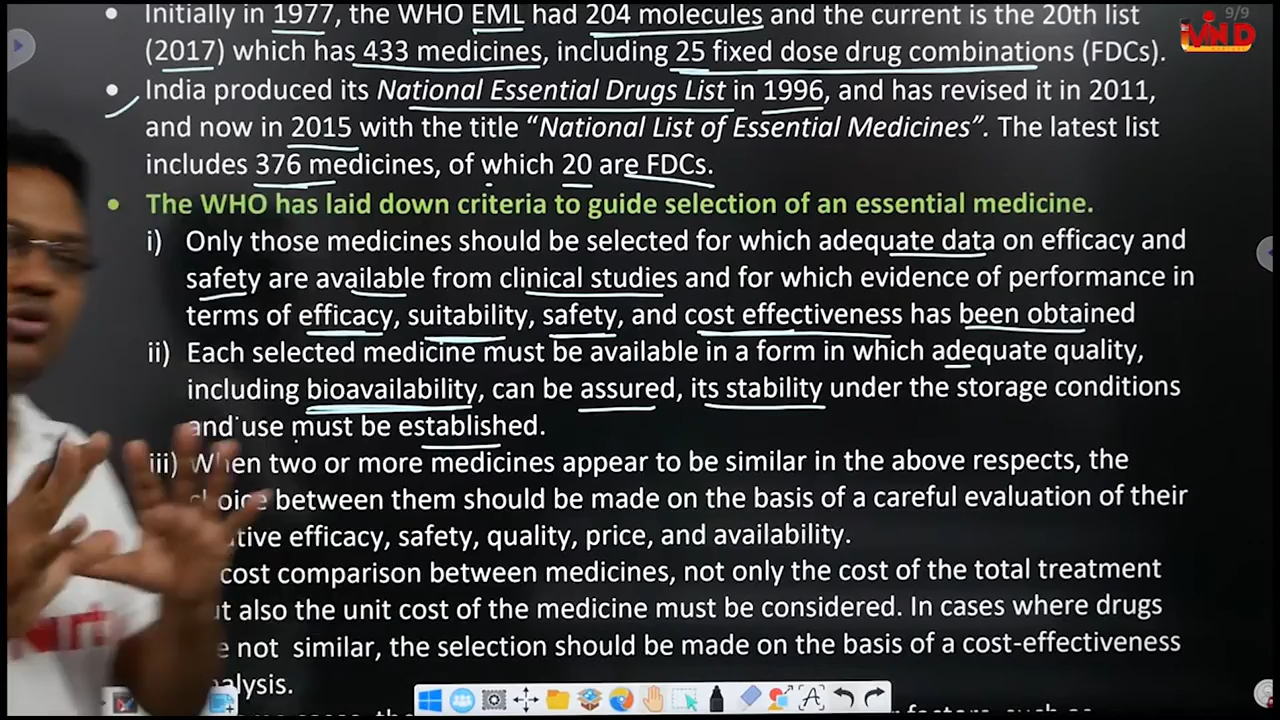 Initially in 1977, the WHO EML had 204 molecules and the current is the 20th list
(2017) which has 433 medicines, including 25 fixed dose drug combinations (FDCs).
India produced its National Essential Drugs List in 1996, and has revised it in 2011,
and now in 2015 with the title “National List of Essential Medicines”. The latest list
includes 376 medicines, of which 20 are FDCs.
The WHO has laid down criteria to guide selection of an essential medicine.
i) Only those medicines should be selected for which adequate data on efficacy and
safety are available from clinical studies and for which evidence of performance in
terms of efficacy, suitability, safety, and cost effectiveness has been obtained
ii) Each selected medicine must be available in a form in which adequate quality,
including bioavailability, can be assured, its stability under the storage conditions
and use must be established.
iii) When two or more medicines appear to be similar in the above respects, the
choice between them should be made on the basis of a careful evaluation of their
tive efficacy, safety, quality, price, and availability.
cost comparison between medicines, not only the cost of the total treatment
ut also the unit cost of the medicine must be considered. In cases where drugs
e not similar, the selection should be made on the basis of a cost-effectiveness
alysis.
9/9